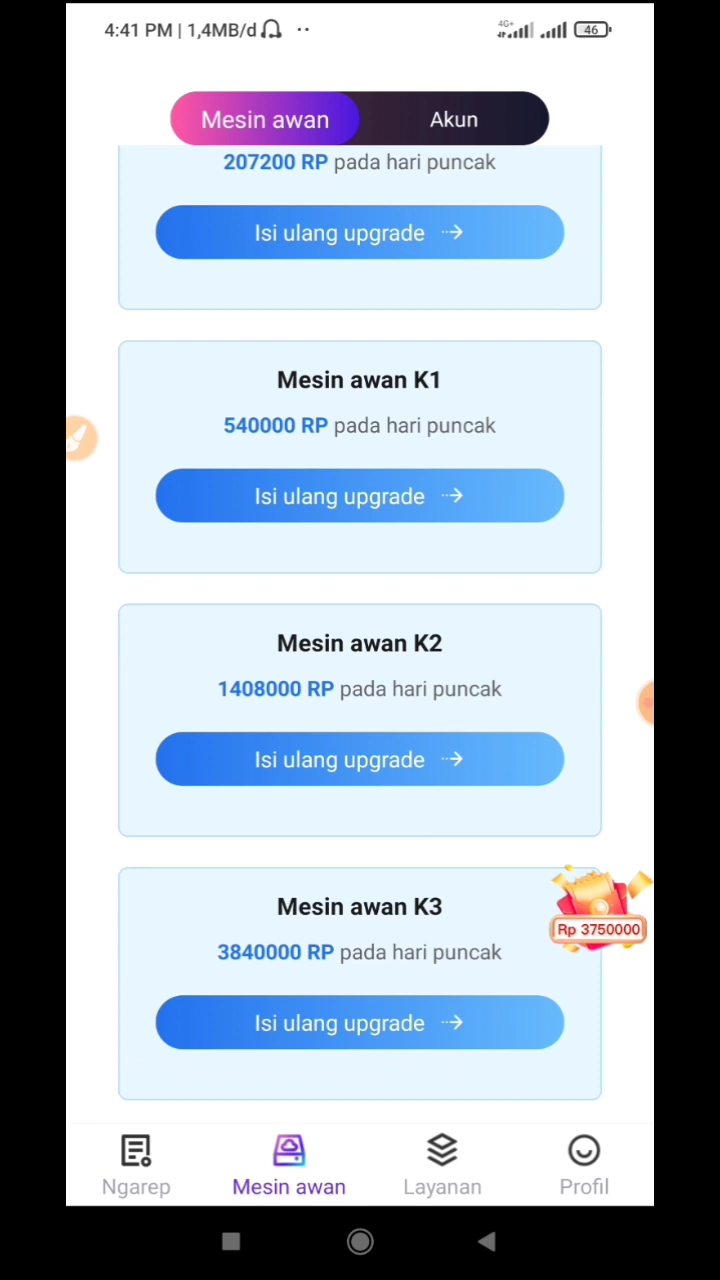 4:41 PM | 1,4MB/d
4G+
46
Mesin awan
Akun
207200 RP pada hari puncak
Isi ulang upgrade
Mesin awan K1
540000 RP pada hari puncak
Isi ulang upgrade
Mesin awan K2
1408000 RP pada hari puncak
Isi ulang upgrade
Mesin awan K3
Rp 3750000
3840000 RP pada hari puncak
Isi ulang upgrade
Ngarep
Mesin awan
Layanan
Profil